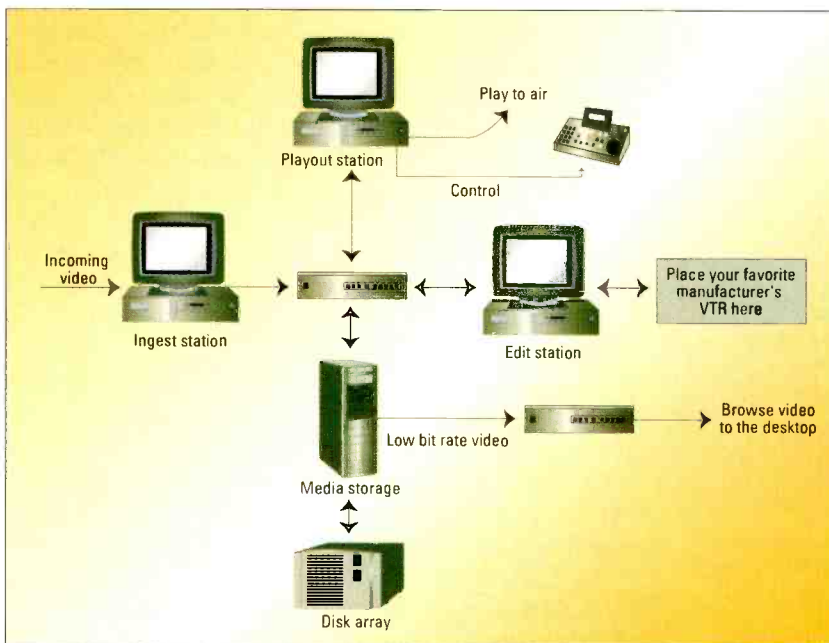 Play to air
Playout station
Control
Incoming
video
Ingest station
Edit station
Place your favorite
manufacturer's
VTR here
Low bit rate video
Browse video
to the desktop
Media storage
Disk array